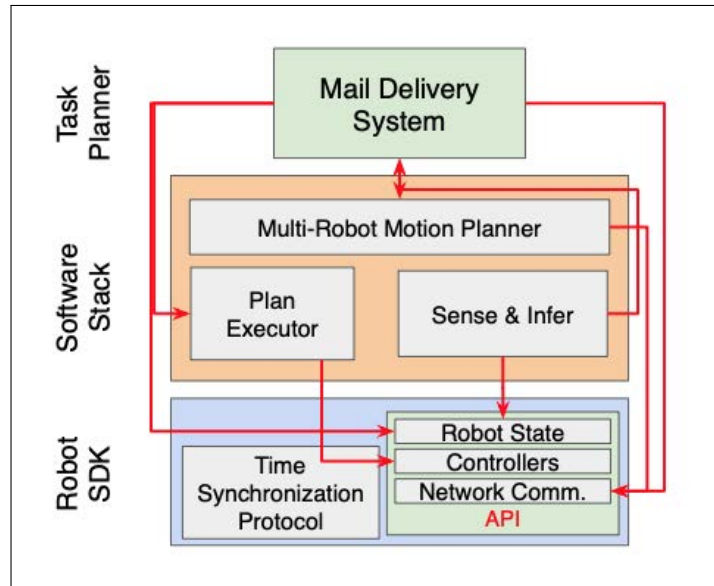 Task
Planner
Mail Delivery
System
Software
Stack
Multi-Robot Motion Planner
Plan
Executor
Sense & Infer
Robot
SDK
Time
Synchronization
Protocol
Robot State
Controllers
Network Comm.
API